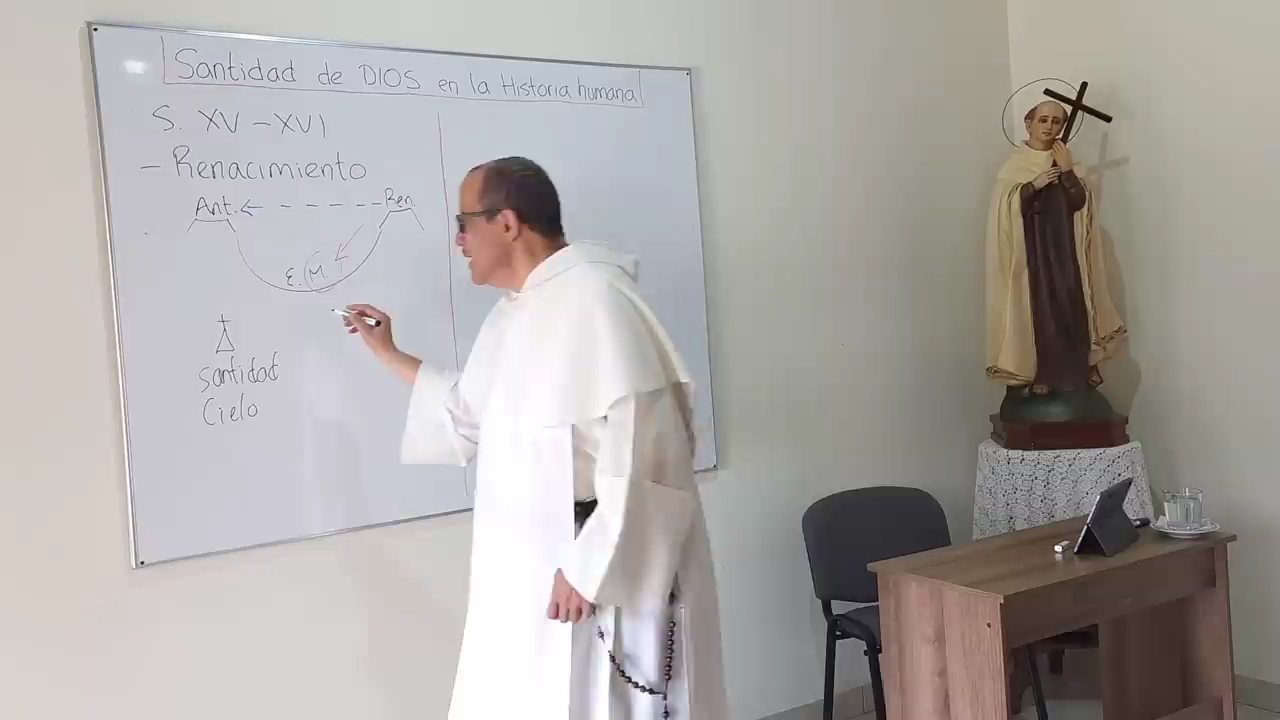 Santidad de DIOS en la Historia humana
S. XV - XVI
- Renacimiento
Ant. ← - - - - - Ren.
E. M.
Santidad
Cielo